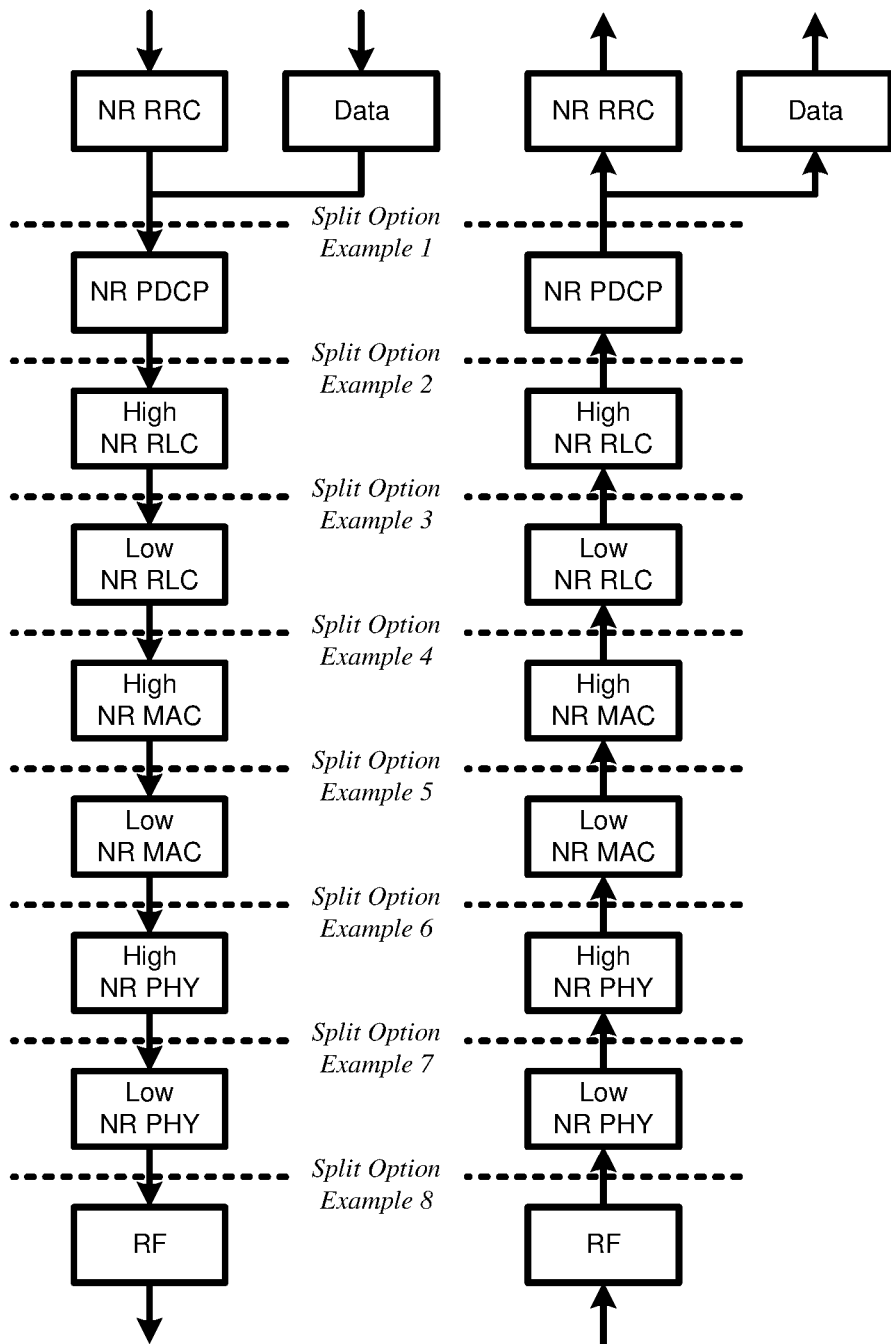 NR RRC
Data
NR RRC
Data
Split Option
Example 1
NR PDCP
NR PDCP
Split Option
Example 2
High
NR RLC
High
NR RLC
Split Option
Example 3
Low
NR RLC
Low
NR RLC
Split Option
Example 4
High
NR MAC
High
NR MAC
Split Option
Example 5
Low
NR MAC
Low
NR MAC
Split Option
Example 6
High
NR PHY
High
NR PHY
Split Option
Example 7
Low
NR PHY
Low
NR PHY
Split Option
Example 8
RF
RF